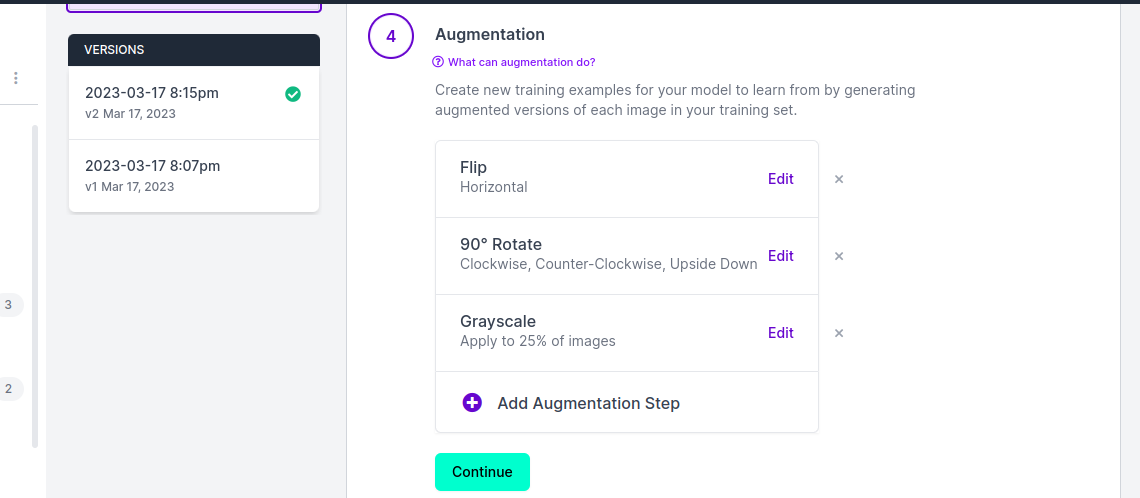 VERSIONS
2023-03-17 8:15pm
v2 Mar 17, 2023
2023-03-17 8:07pm
v1 Mar 17, 2023
3
2
4
Augmentation
What can augmentation do?
Create new training examples for your model to learn from by generating
augmented versions of each image in your training set.
Flip
Horizontal
Edit
×
90° Rotate
Clockwise, Counter-Clockwise, Upside Down
Edit
×
Grayscale
Apply to 25% of images
Edit
×
Add Augmentation Step
Continue